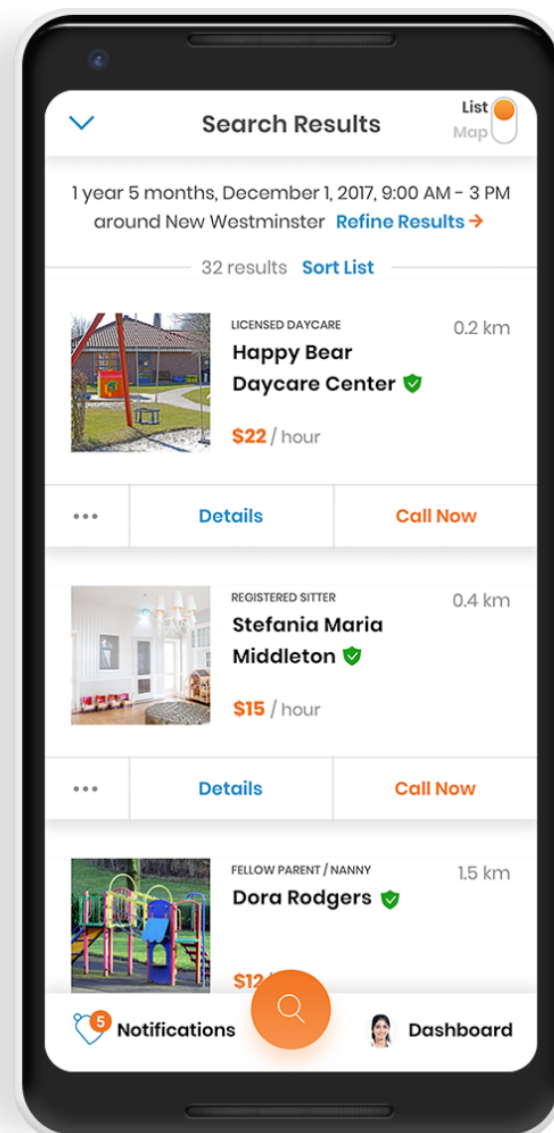 Search Results
List
Map
1 year 5 months, December 1, 2017, 9:00 AM - 3 PM
around New Westminster Refine Results →
32 results Sort List
LICENSED DAYCARE 0.2 km
Happy Bear
Daycare Center
$22 / hour
••• Details Call Now
REGISTERED SITTER 0.4 km
Stefania Maria
Middleton
$15 / hour
••• Details Call Now
FELLOW PARENT / NANNY 1.5 km
Dora Rodgers
$12
5 Notifications Dashboard